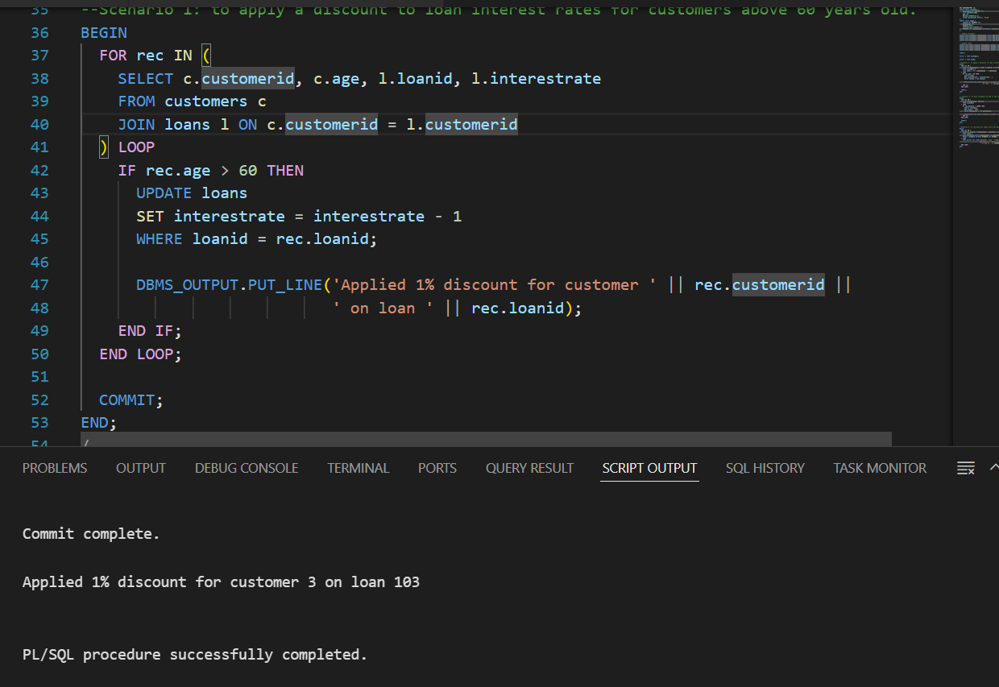 35 --Scenario 1: to apply a discount to loan interest rates for customers above 60 years old.
36 BEGIN
37   FOR rec IN (
38     SELECT c.customerid, c.age, l.loanid, l.interestrate
39     FROM customers c
40     JOIN loans l ON c.customerid = l.customerid
41   ) LOOP
42     IF rec.age > 60 THEN
43       UPDATE loans
44       SET interestrate = interestrate - 1
45       WHERE loanid = rec.loanid;
46
47       DBMS_OUTPUT.PUT_LINE('Applied 1% discount for customer ' || rec.customerid ||
48                            ' on loan ' || rec.loanid);
49     END IF;
50   END LOOP;
51
52   COMMIT;
53 END;
54 /
PROBLEMS OUTPUT DEBUG CONSOLE TERMINAL PORTS QUERY RESULT SCRIPT OUTPUT SQL HISTORY TASK MONITOR
Commit complete.
Applied 1% discount for customer 3 on loan 103
PL/SQL procedure successfully completed.